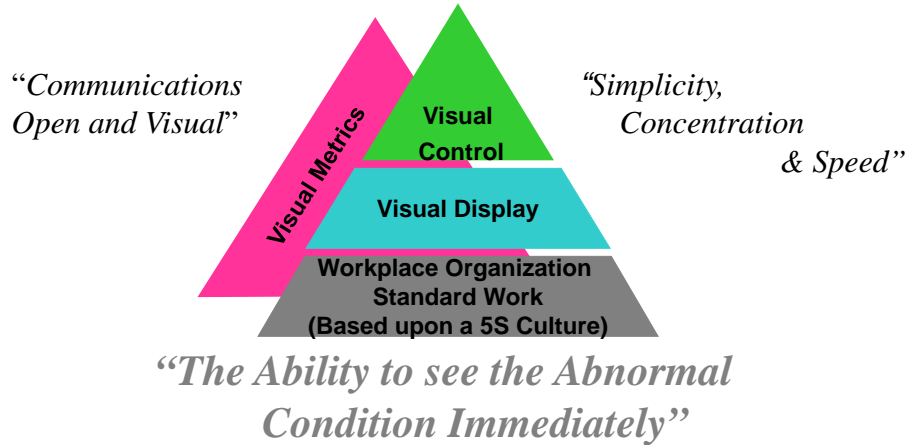 “Communications
Open and Visual”
“Simplicity,
Concentration
& Speed”
Visual Metrics
Visual
Control
Visual Display
Workplace Organization
Standard Work
(Based upon a 5S Culture)
“The Ability to see the Abnormal
Condition Immediately”